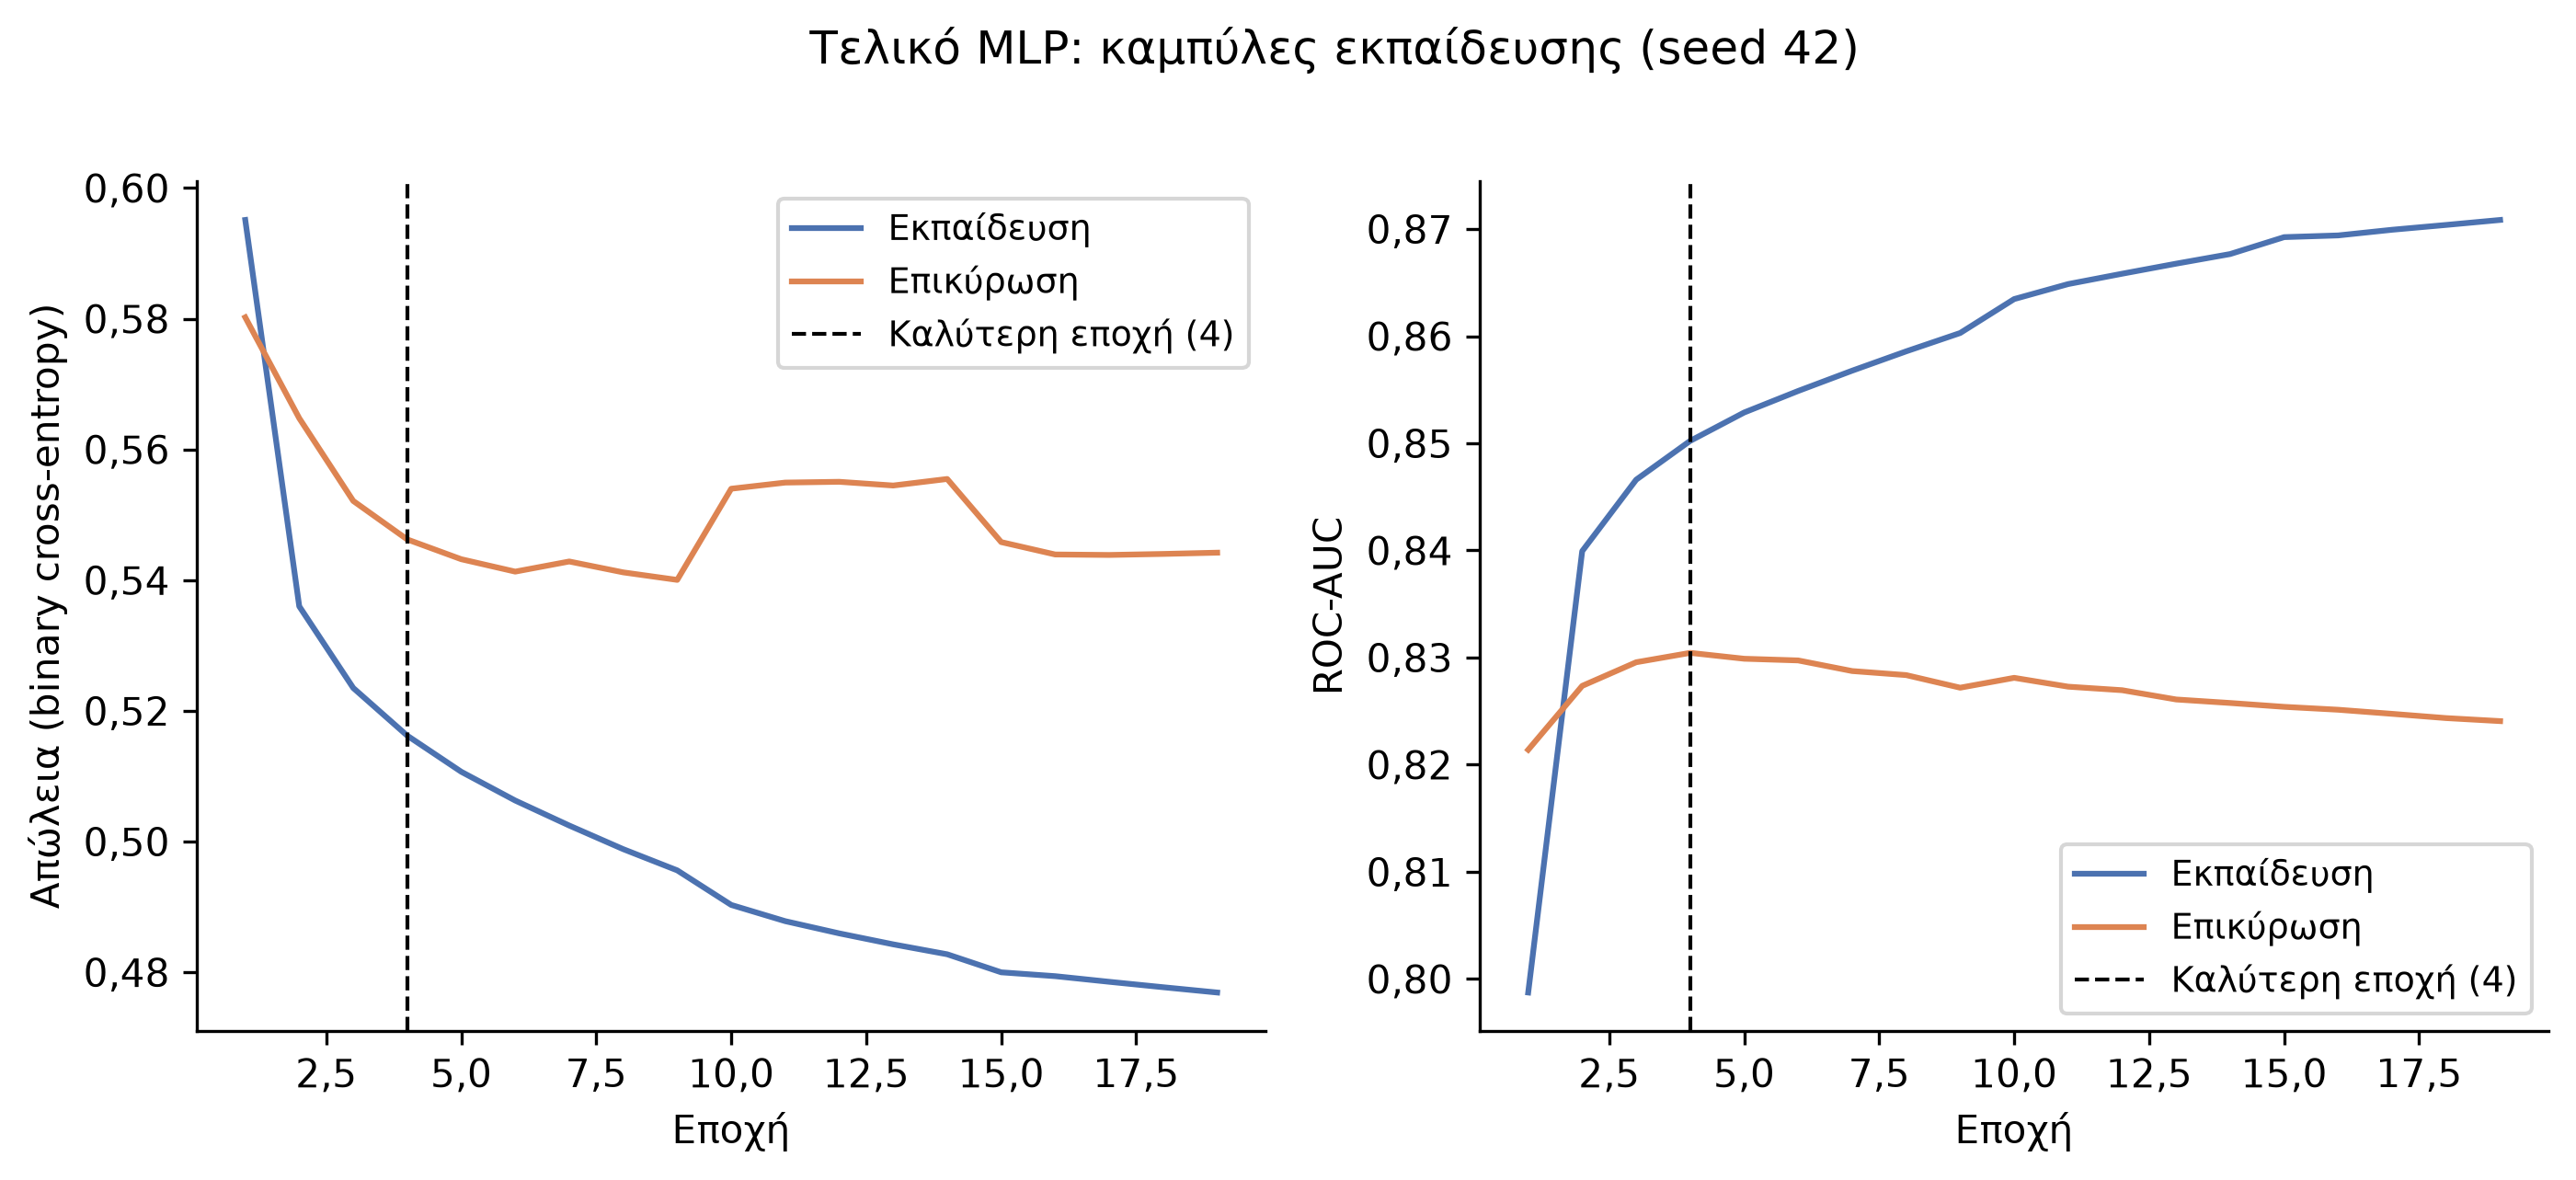 Τελικό MLP: καμπύλες εκπαίδευσης (seed 42)
Απώλεια (binary cross-entropy)
0,60
0,58
0,56
0,54
0,52
0,50
0,48
Εκπαίδευση
Επικύρωση
Καλύτερη εποχή (4)
2,5 5,0 7,5 10,0 12,5 15,0 17,5
Εποχή
ROC-AUC
0,87
0,86
0,85
0,84
0,83
0,82
0,81
0,80
Εκπαίδευση
Επικύρωση
Καλύτερη εποχή (4)
2,5 5,0 7,5 10,0 12,5 15,0 17,5
Εποχή